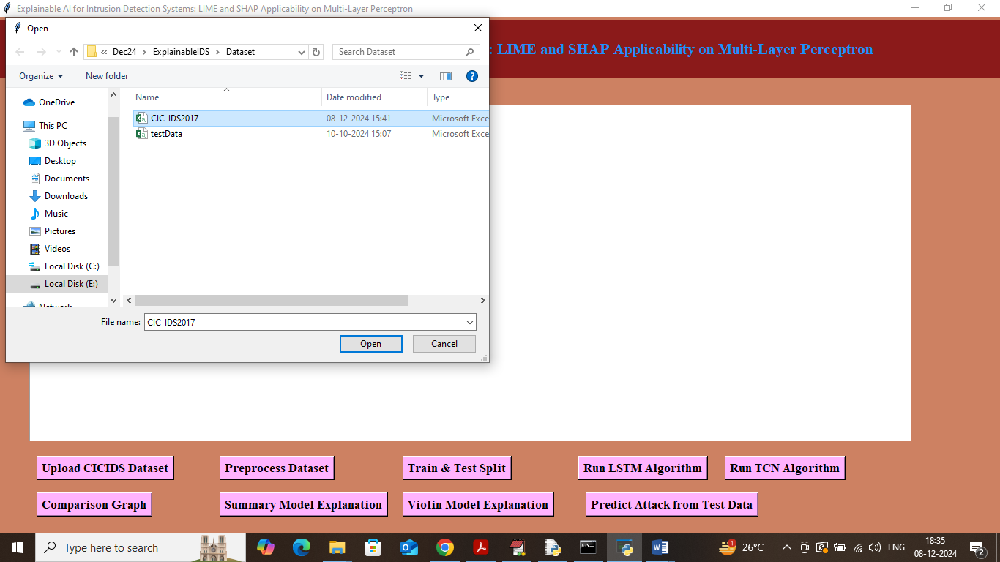 Explainable AI for Intrusion Detection Systems: LIME and SHAP Applicability on Multi-Layer Perceptron
Open
: LIME and SHAP Applicability on Multi-Layer Perceptron
« Dec24 › ExplainableIDS › Dataset
Search Dataset
Organize
New folder
Name
Date modified
Type
OneDrive
This PC
3D Objects
Desktop
Documents
Downloads
Music
Pictures
Videos
Local Disk (C:)
Local Disk (E:)
Network
CIC-IDS2017 08-12-2024 15:41 Microsoft Exce
testData 10-10-2024 15:07 Microsoft Exce
File name: CIC-IDS2017
Open
Cancel
Upload CICIDS Dataset
Preprocess Dataset
Train & Test Split
Run LSTM Algorithm
Run TCN Algorithm
Comparison Graph
Summary Model Explanation
Violin Model Explanation
Predict Attack from Test Data
Type here to search
1
26°C
ENG
18:35
08-12-2024
2